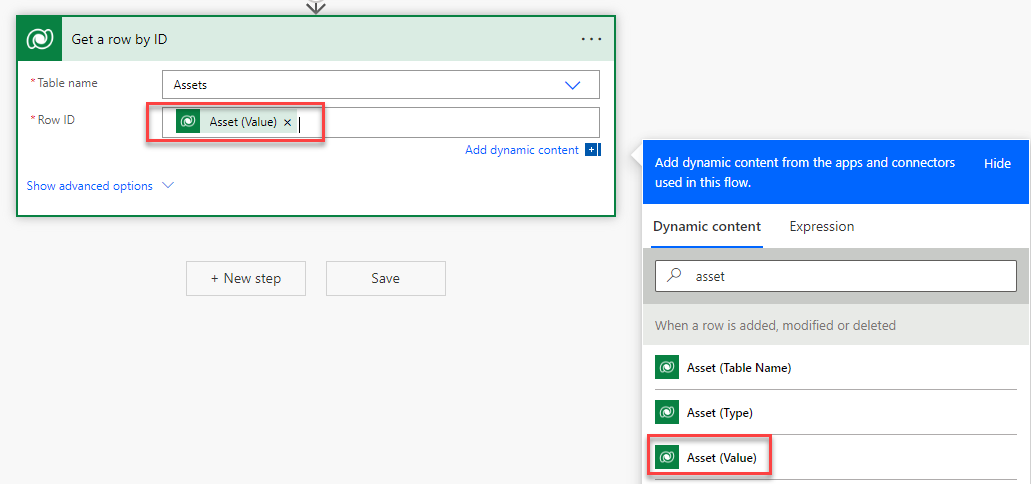 Get a row by ID
...
* Table name
Assets
* Row ID
Asset (Value) ×
Add dynamic content
Show advanced options
+ New step
Save
Add dynamic content from the apps and connectors
used in this flow.
Hide
Dynamic content
Expression
asset
When a row is added, modified or deleted
Asset (Table Name)
Asset (Type)
Asset (Value)